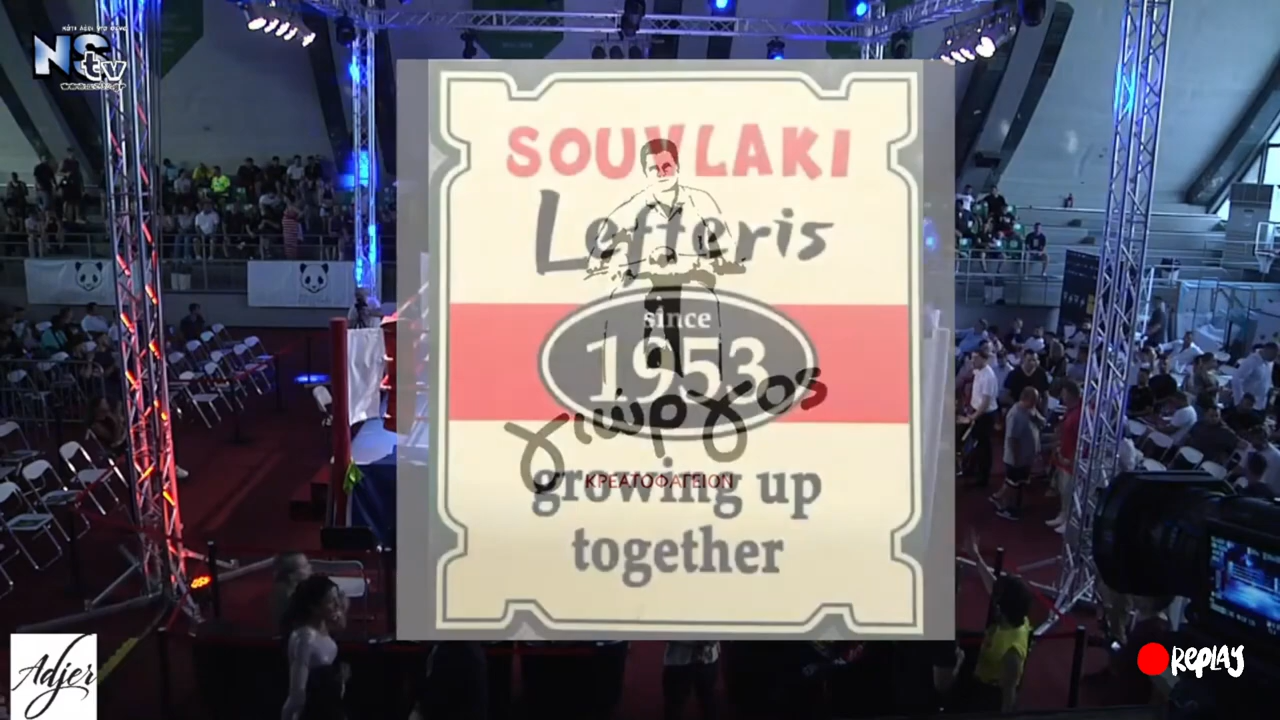 NS
tv
SOUVLAKI
Lefteris
since
1953
γιώργος
ΚΡΕΑΤΟΦΑΓΕΙΟΝ
growing up
together
Adjer
REPLAY